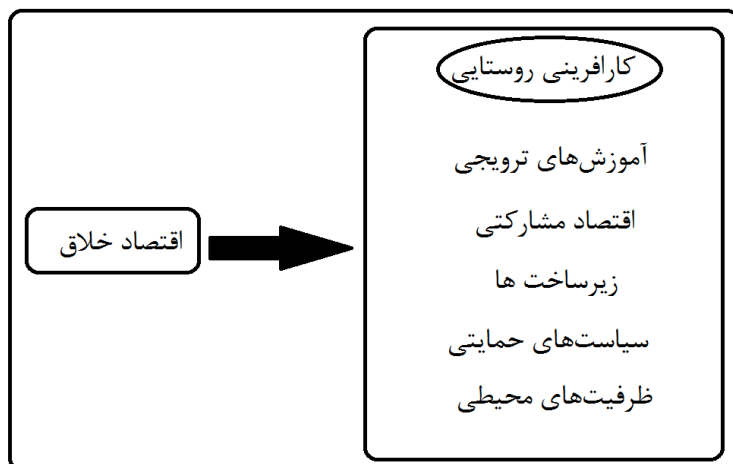 کارافرینی روستایی
آموزش‌های ترویجی
اقتصاد مشارکتی
زیرساخت ها
سیاست‌های حمایتی
ظرفیت‌های محیطی
اقتصاد خلاق